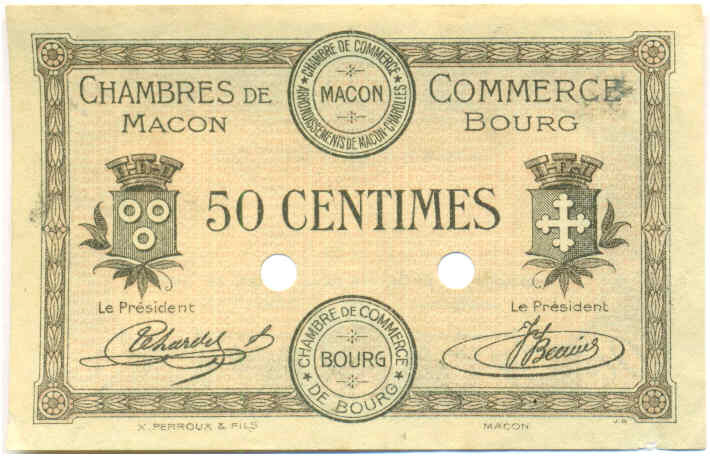 CHAMBRES DE COMMERCE
MACON BOURG
CHAMBRE DE COMMERCE
MACON
ARRONDISSEMENTS DE MACON-CHAROLLES
50 CENTIMES
Le Président Le Président
CHAMBRE DE COMMERCE
BOURG
DE BOURG
X. PERROUX & FILS MACON J.B.